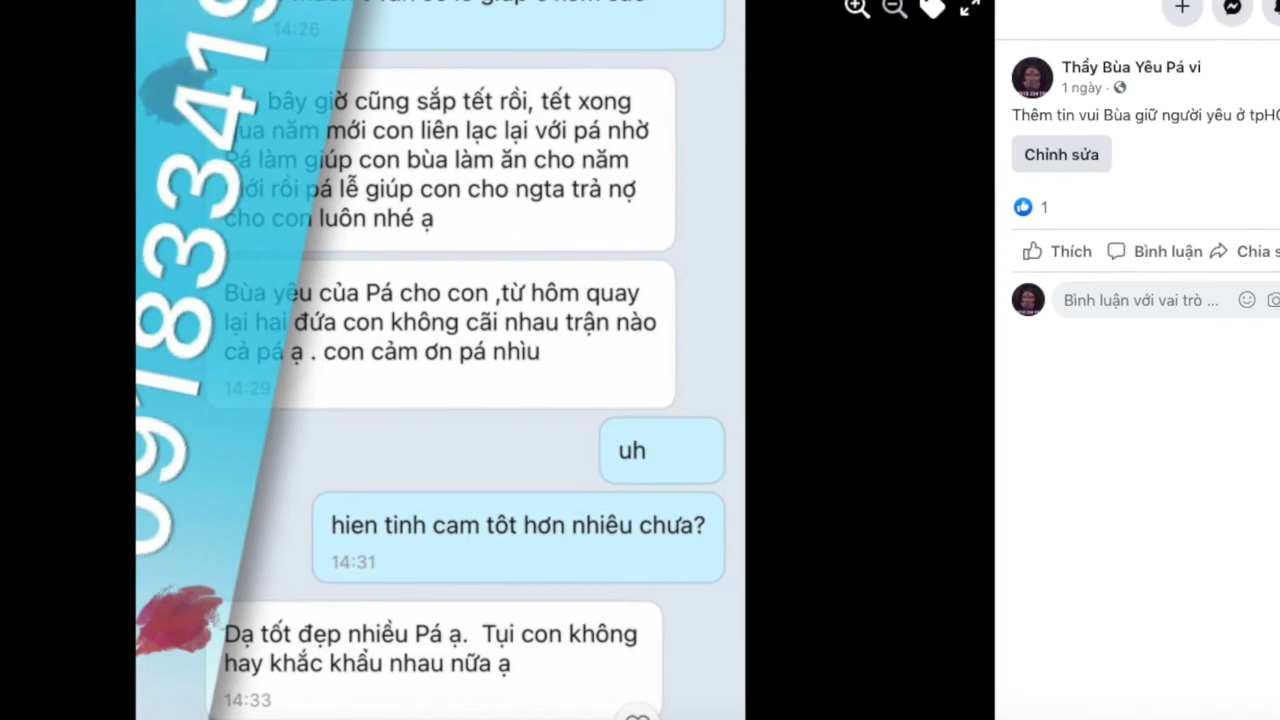 14:26
bây giờ cũng sắp tết rồi, tết xong
qua năm mới con liên lạc lại với pá nhờ
Pá làm giúp con bùa làm ăn cho năm
mới rồi pá lễ giúp con cho ngta trả nợ
cho con luôn nhé ạ
Bùa yêu của Pá cho con ,từ hôm quay
lại hai đứa con không cãi nhau trận nào
cả pá ạ . con cảm ơn pá nhìu
14:29
uh
hien tinh cam tôt hơn nhiêu chưa?
14:31
Dạ tốt đẹp nhiều Pá ạ. Tụi con không
hay khắc khẩu nhau nữa ạ
14:33
091833419
Thầy Bùa Yêu Pá vi
1 ngày ·
Thêm tin vui Bùa giữ người yêu ở
Chỉnh sửa
1
Thích Bình luận Chia
Bình luận với vai trò ...